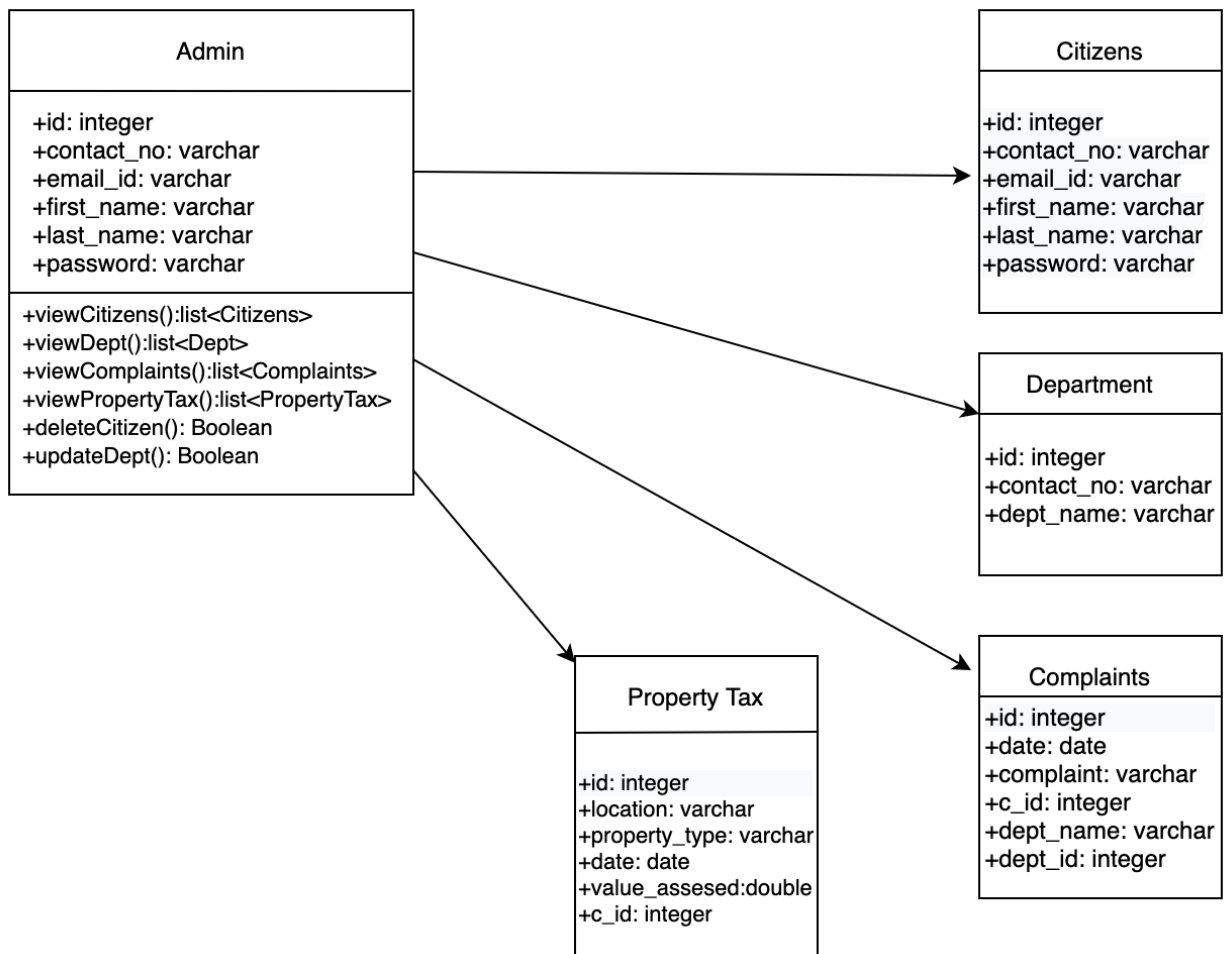 Admin
+id: integer
+contact_no: varchar
+email_id: varchar
+first_name: varchar
+last_name: varchar
+password: varchar
+viewCitizens():list<Citizens>
+viewDept():list<Dept>
+viewComplaints():list<Complaints>
+viewPropertyTax():list<PropertyTax>
+deleteCitizen(): Boolean
+updateDept(): Boolean
Citizens
+id: integer
+contact_no: varchar
+email_id: varchar
+first_name: varchar
+last_name: varchar
+password: varchar
Department
+id: integer
+contact_no: varchar
+dept_name: varchar
Complaints
+id: integer
+date: date
+complaint: varchar
+c_id: integer
+dept_name: varchar
+dept_id: integer
Property Tax
+id: integer
+location: varchar
+property_type: varchar
+date: date
+value_assesed:double
+c_id: integer